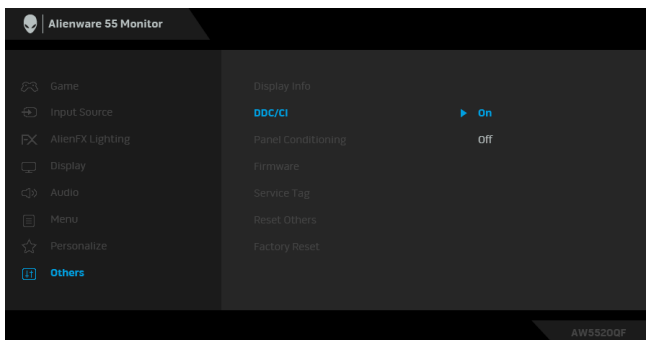 Alienware 55 Monitor
Game
Display Info
Input Source
DDC/CI
On
AlienFX Lighting
Panel Conditioning
Off
Display
Firmware
Audio
Service Tag
Menu
Reset Others
Personalize
Factory Reset
Others
AW5520QF